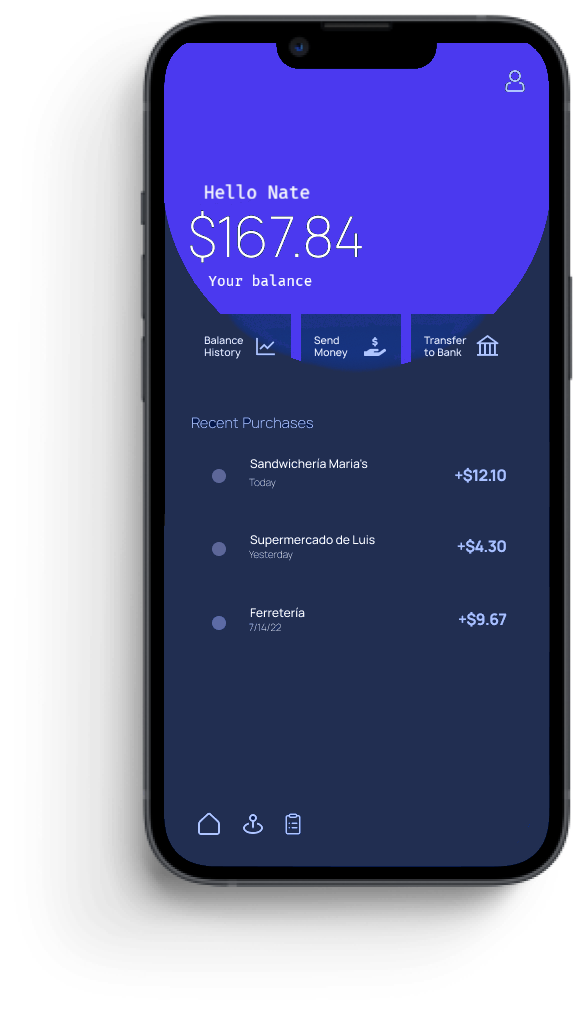 Hello Nate
$167.84
Your balance
Balance
History
Send
Money
$
Transfer
to Bank
Recent Purchases
Sandwichería Maria's
Today
+$12.10
Supermercado de Luis
Yesterday
+$4.30
Ferretería
7/14/22
+$9.67